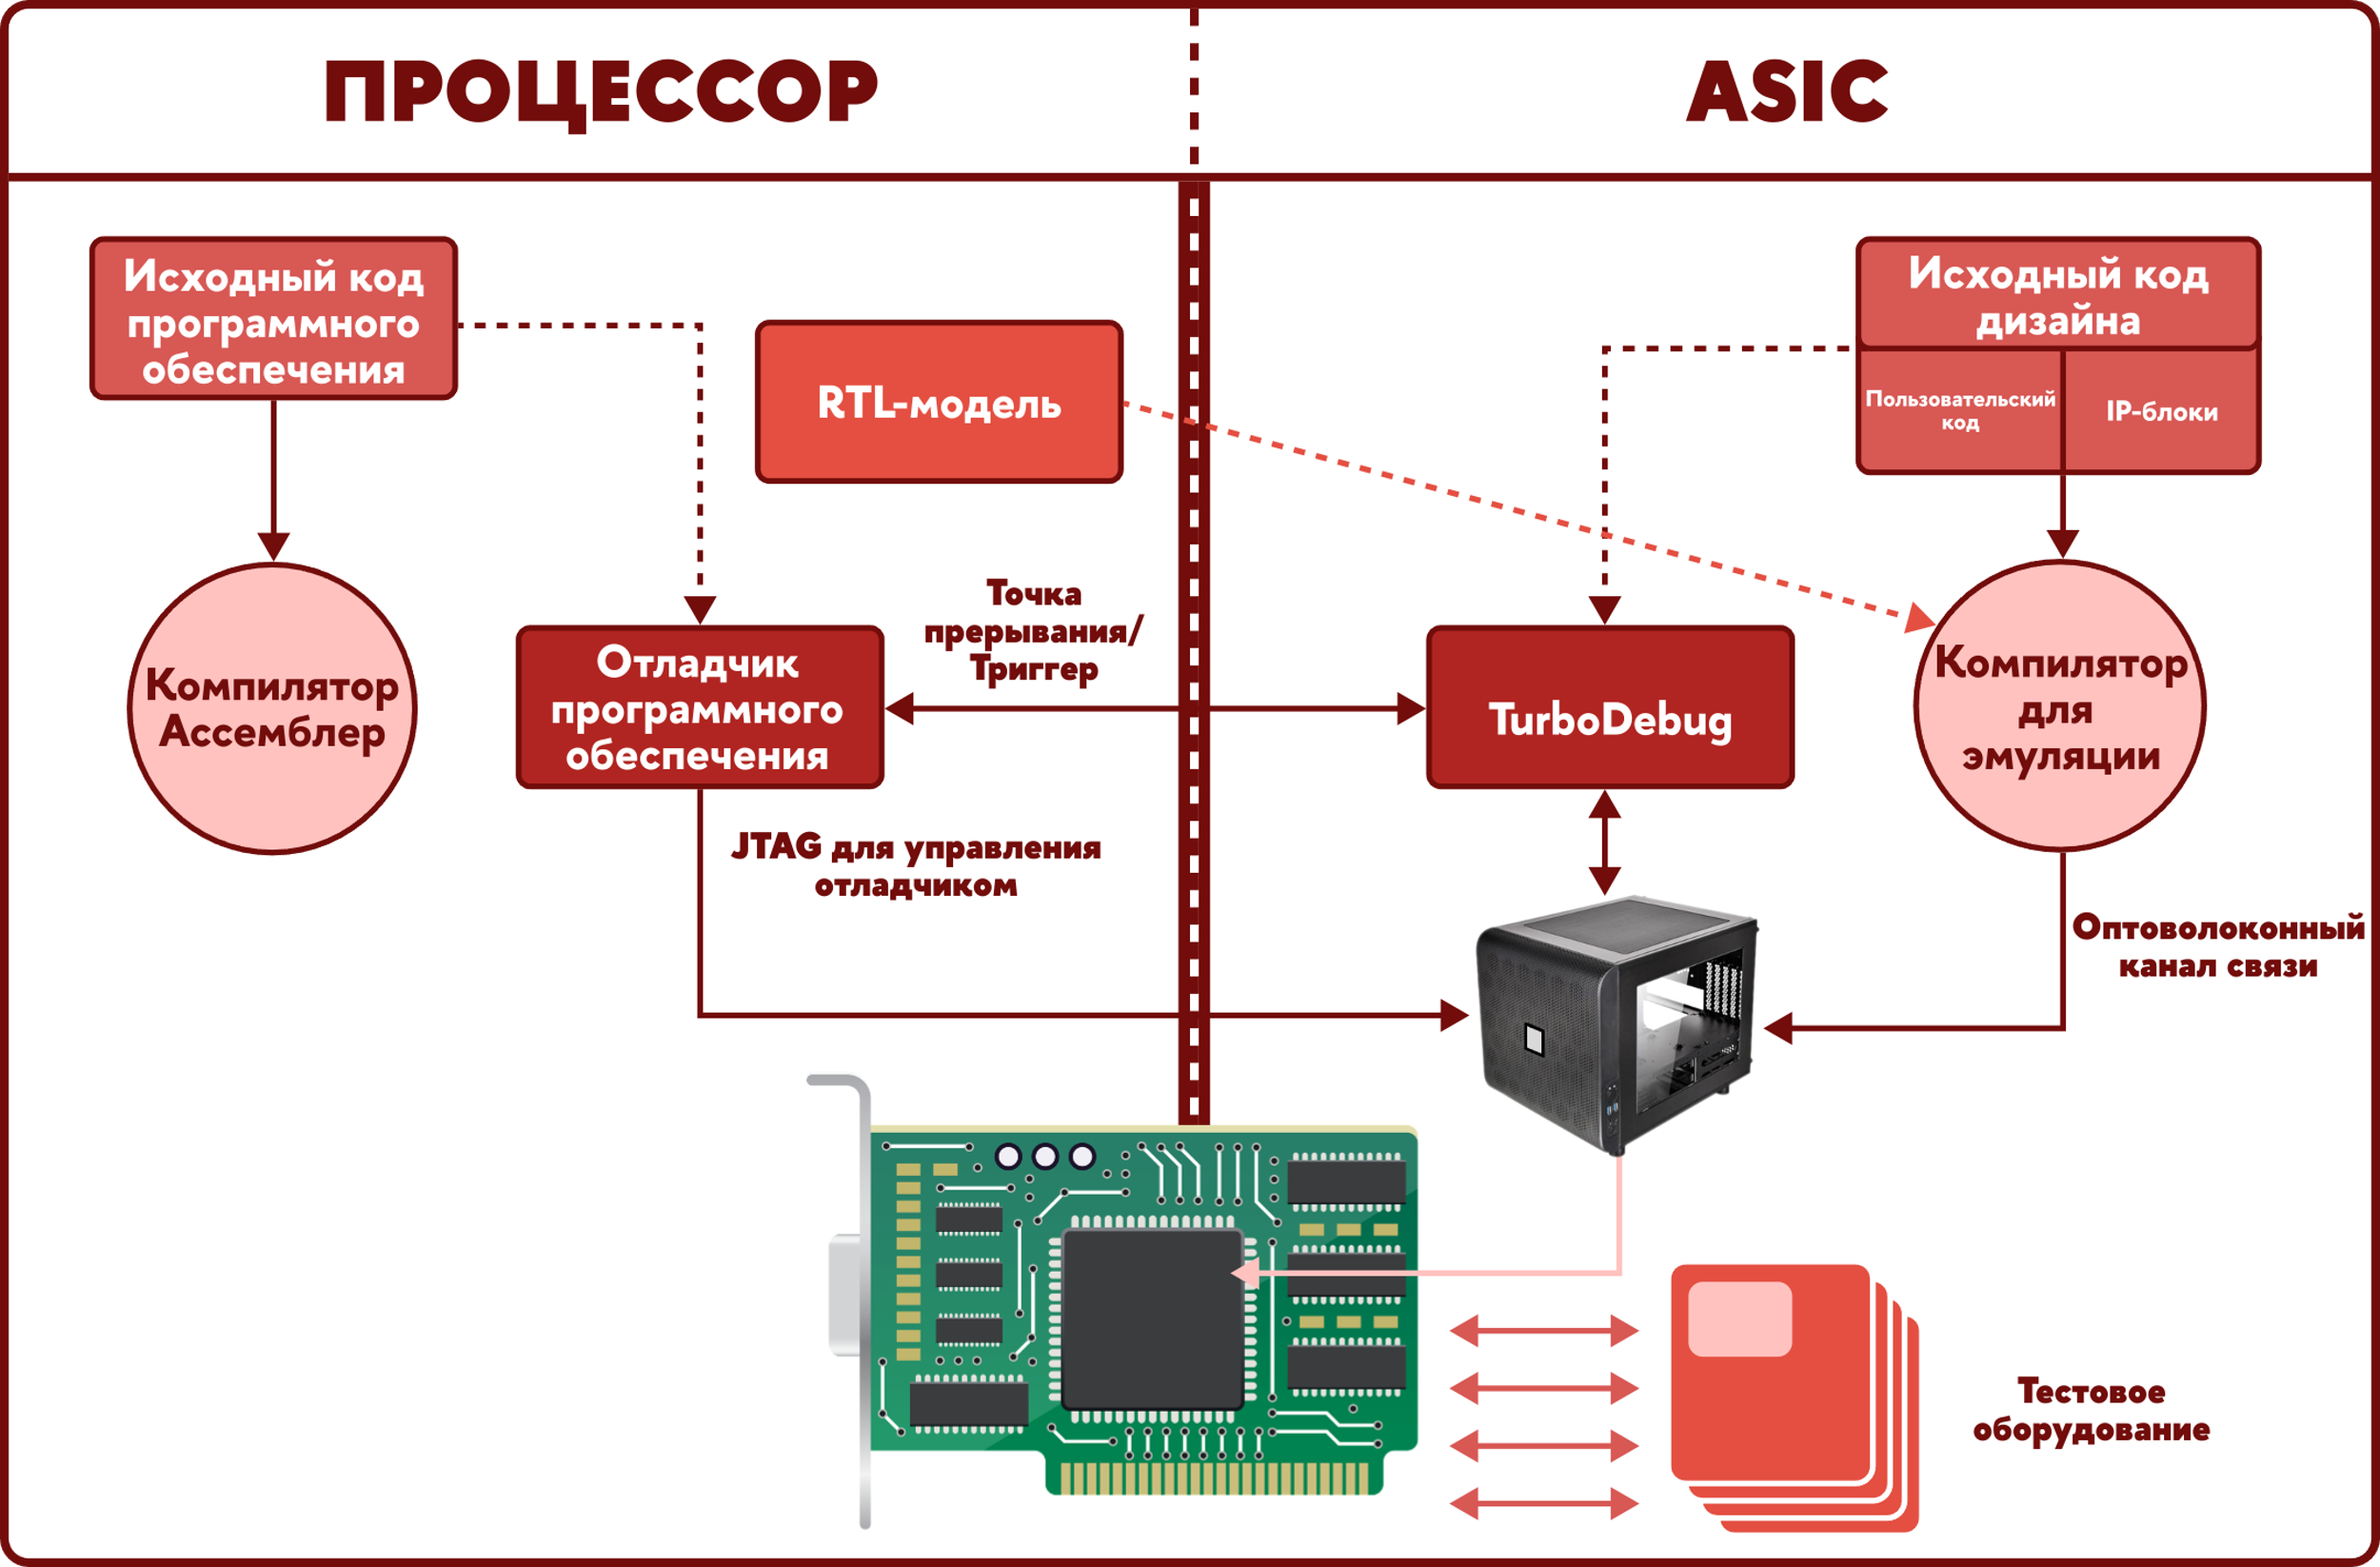 ПРОЦЕССОР
ASIC
Исходный код
программного
обеспечения
RTL-модель
Исходный код
дизайна
Пользовательский
код
IP-блоки
Компилятор
Ассемблер
Отладчик
программного
обеспечения
Точка
прерывания/
Триггер
TurboDebug
Компилятор
для
эмуляции
JTAG для управления
отладчиком
Оптоволоконный
канал связи
Тестовое
оборудование